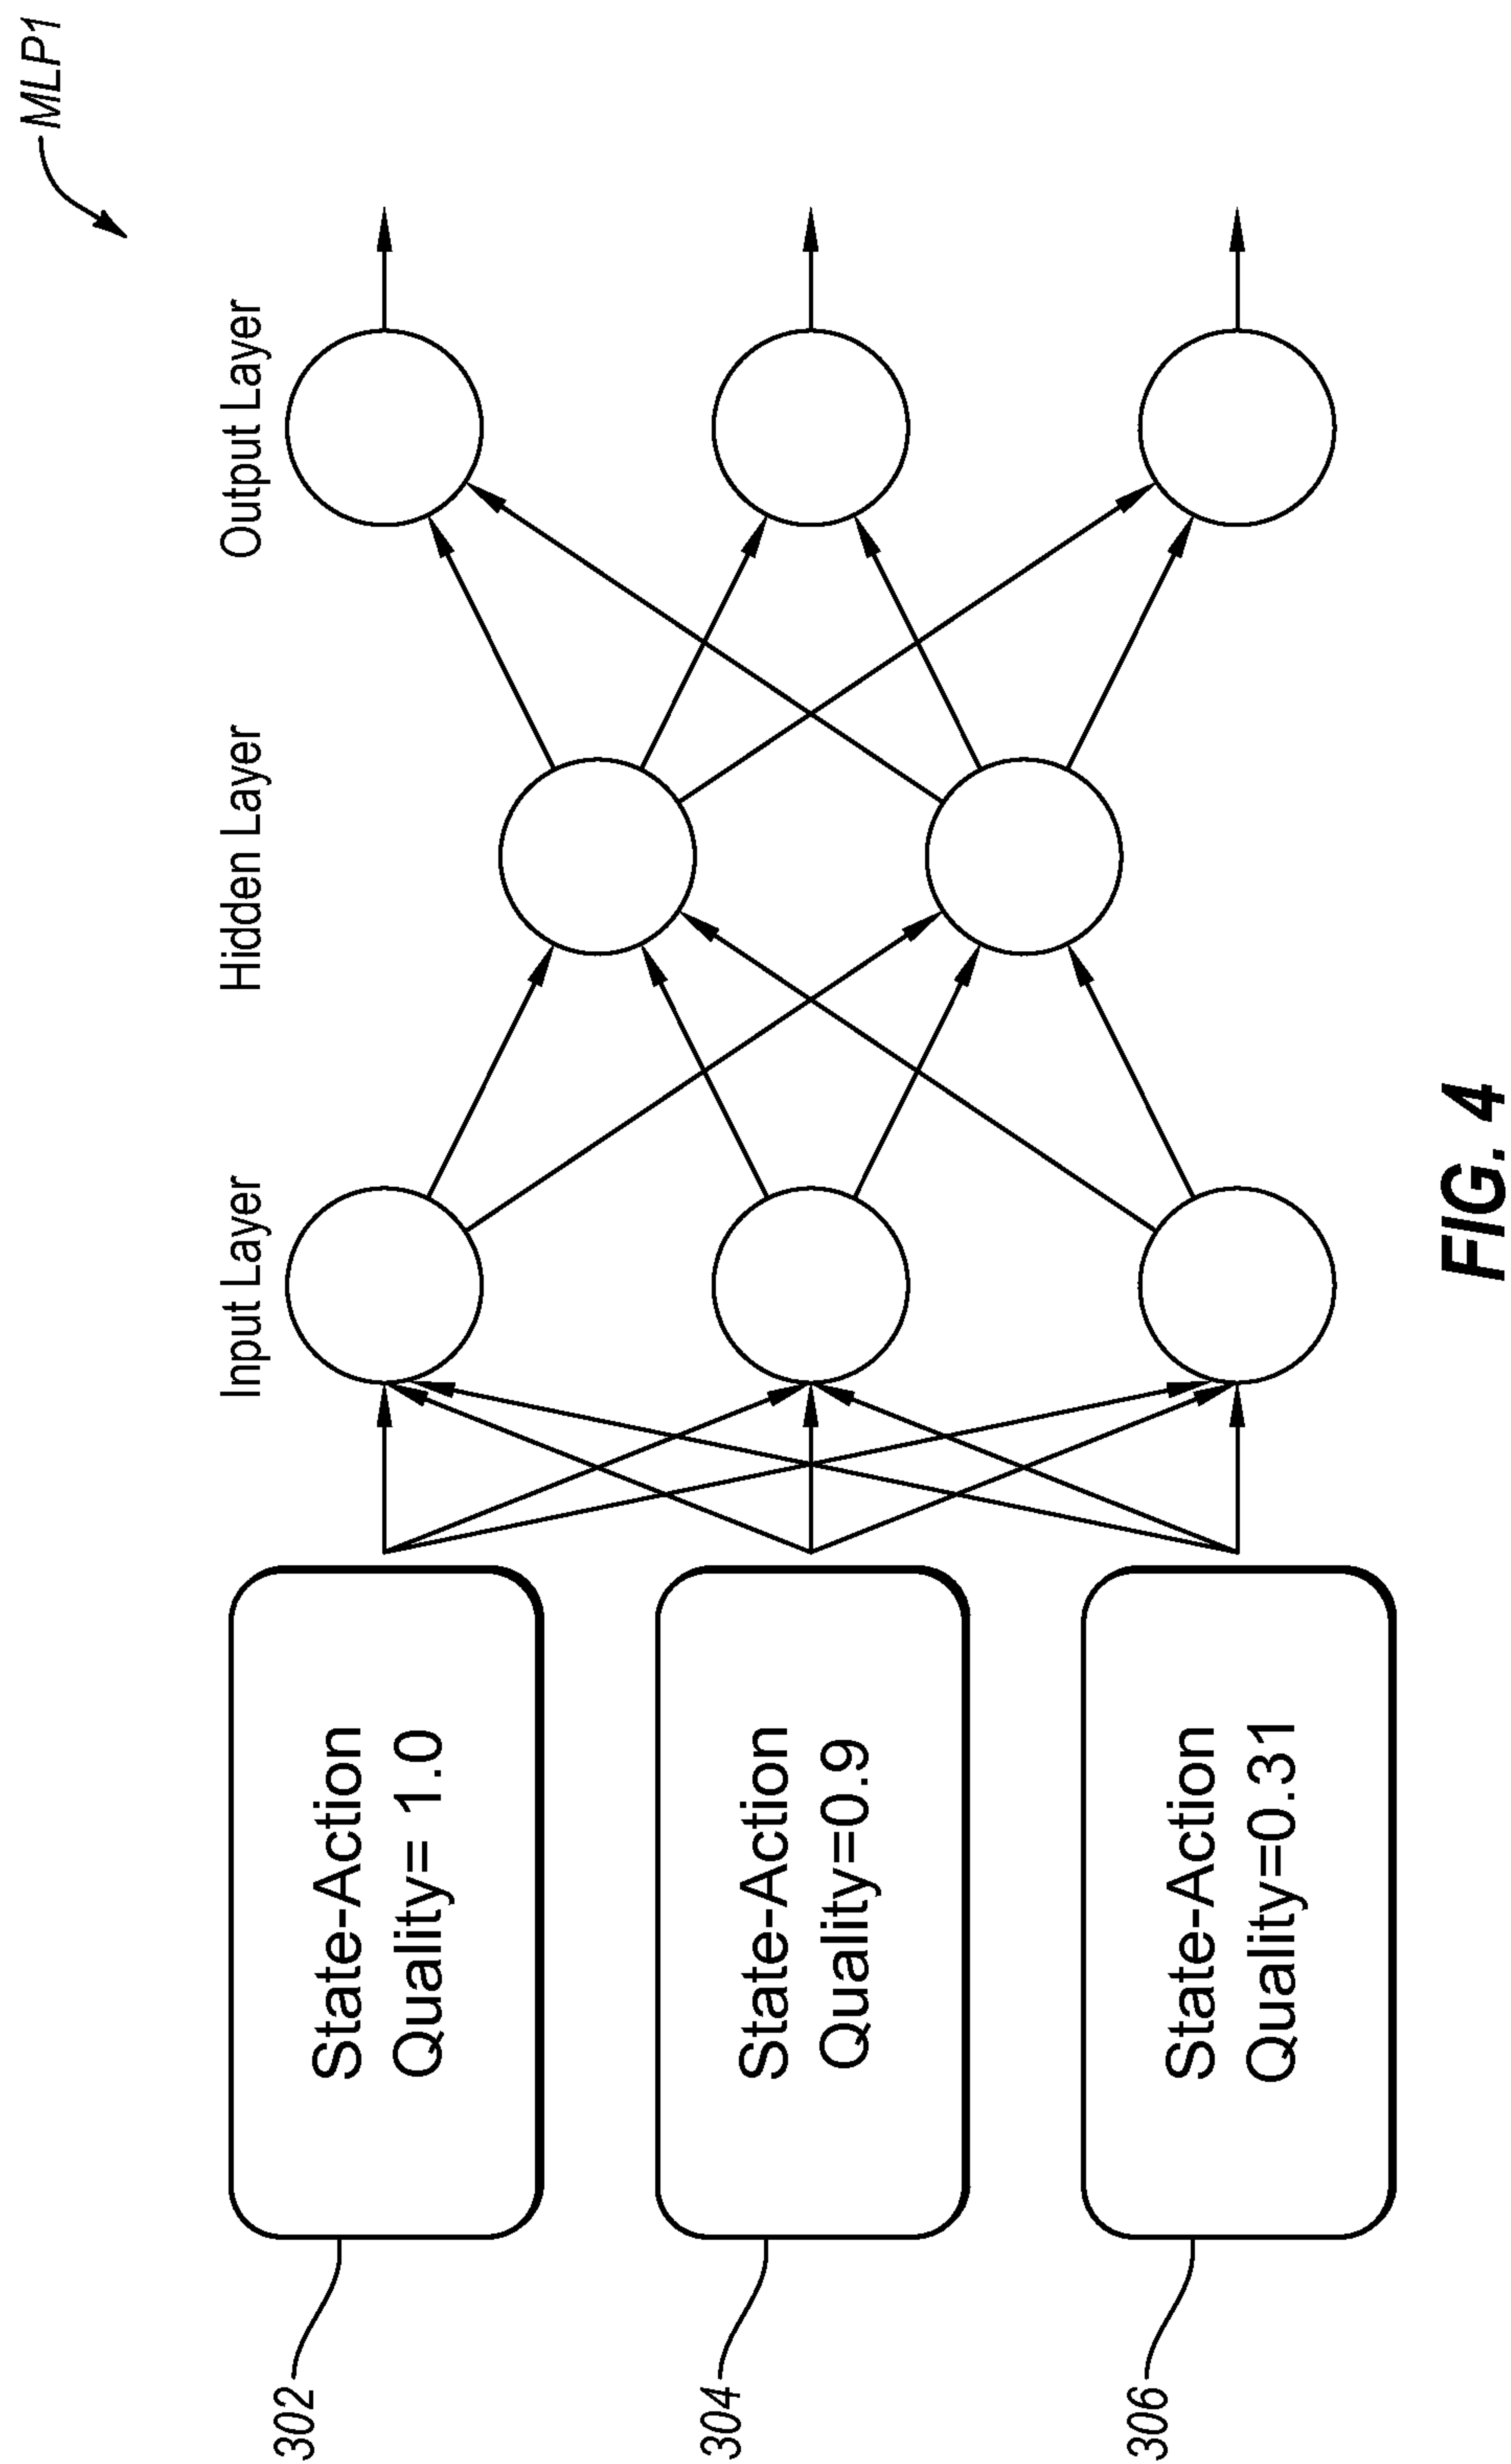 MLP1
Input Layer
Hidden Layer
Output Layer
302
State-Action
Quality= 1.0
304
State-Action
Quality=0.9
306
State-Action
Quality=0.31
FIG. 4